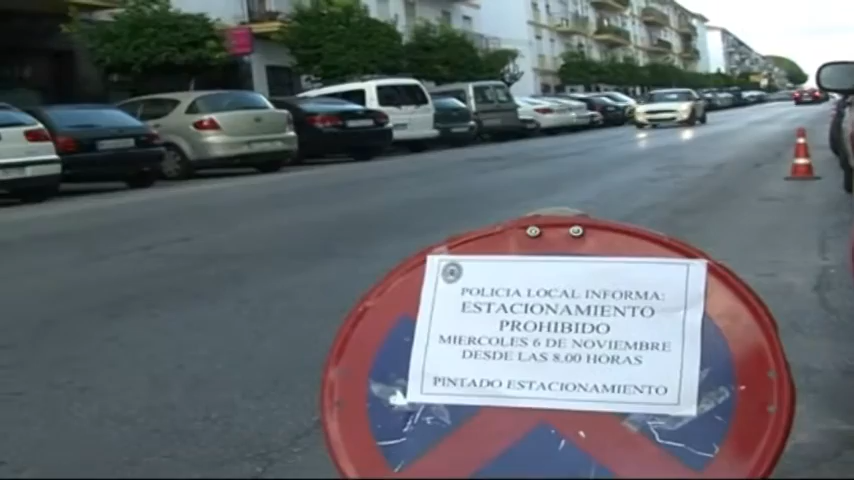 POLICIA LOCAL INFORMA:
ESTACIONAMIENTO
PROHIBIDO
MIERCOLES 6 DE NOVIEMBRE
DESDE LAS 8.00 HORAS
PINTADO ESTACIONAMIENTO